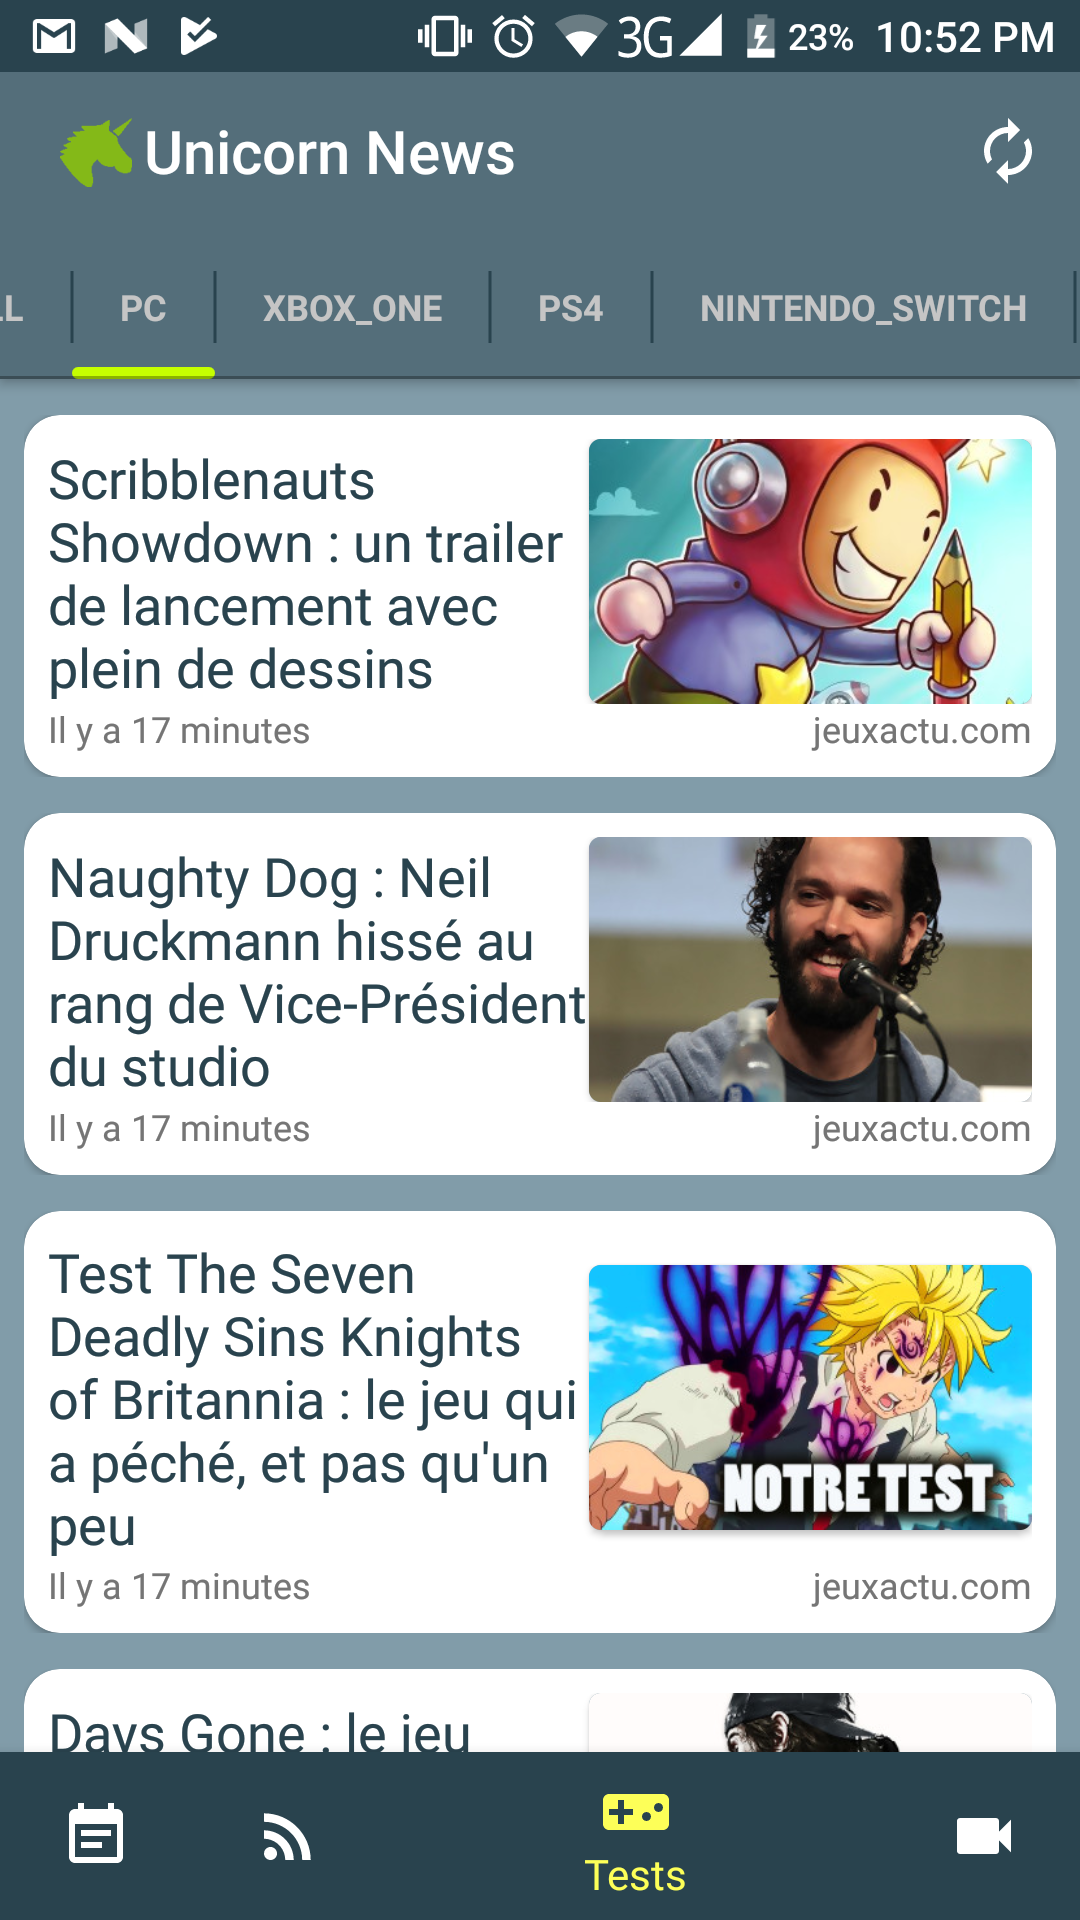 3G 23% 10:52 PM
Unicorn News
LL PC XBOX_ONE PS4 NINTENDO_SWITCH
Scribblenauts
Showdown : un trailer
de lancement avec
plein de dessins
Il y a 17 minutes jeuxactu.com
Naughty Dog : Neil
Druckmann hissé au
rang de Vice-Président
du studio
Il y a 17 minutes jeuxactu.com
Test The Seven
Deadly Sins Knights
of Britannia : le jeu qui
a péché, et pas qu'un
peu
NOTRE TEST
Il y a 17 minutes jeuxactu.com
Days Gone : le jeu
Tests